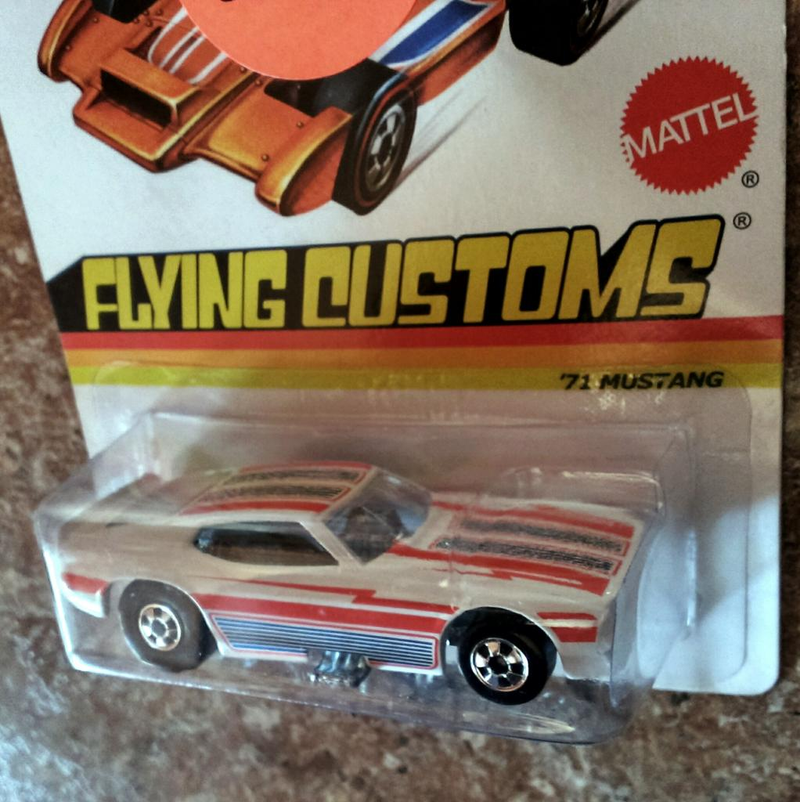 MATTEL
®
FLYING CUSTOMS®
'71 MUSTANG